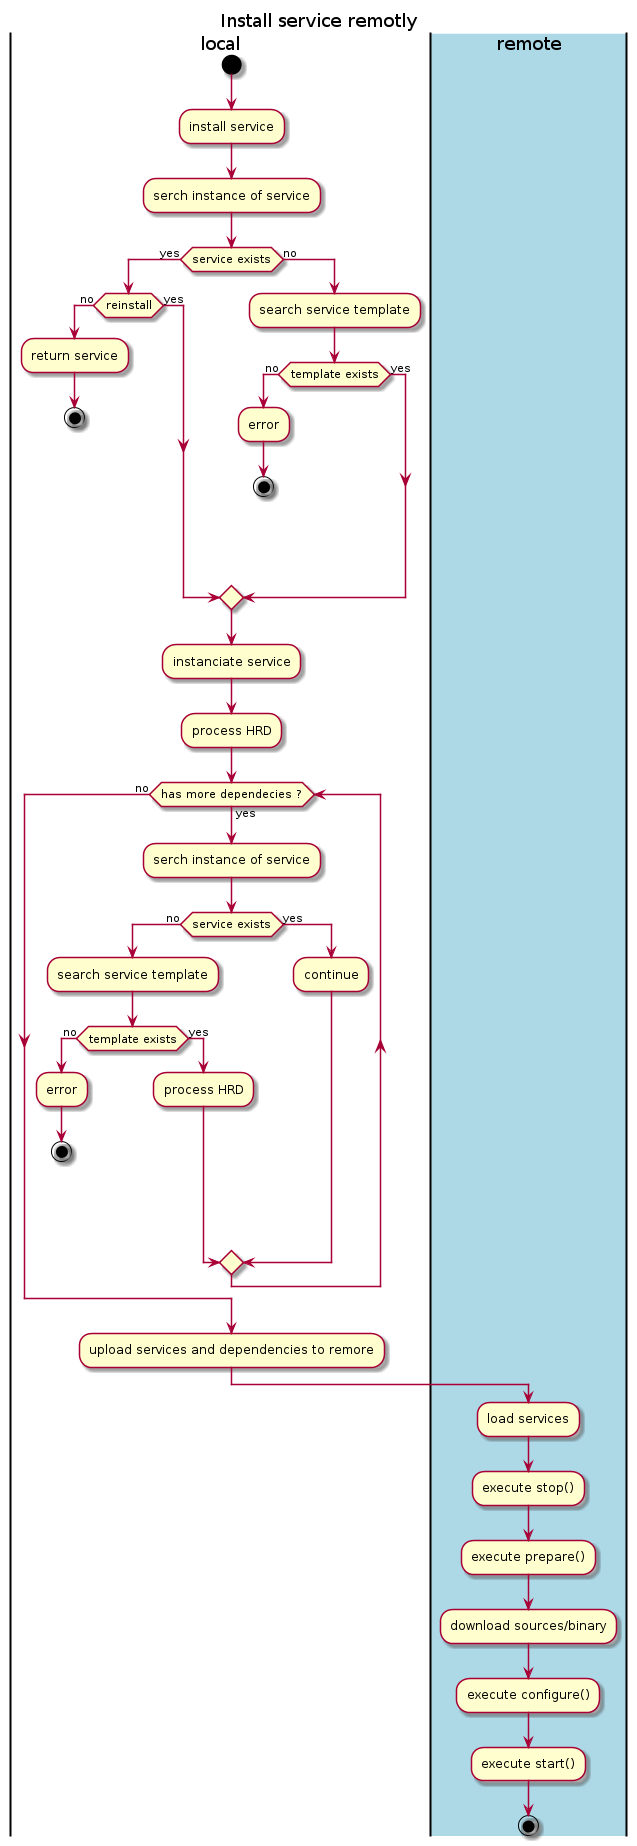 Install service remotly
local
remote
install service
serch instance of service
yes
service exists
no
no
reinstall
yes
search service template
return service
no
template exists
yes
error
instanciate service
process HRD
no
has more dependecies ?
yes
serch instance of service
no
service exists
yes
search service template
continue
no
template exists
yes
error
process HRD
upload services and dependencies to remore
load services
execute stop()
execute prepare()
download sources/binary
execute configure()
execute start()